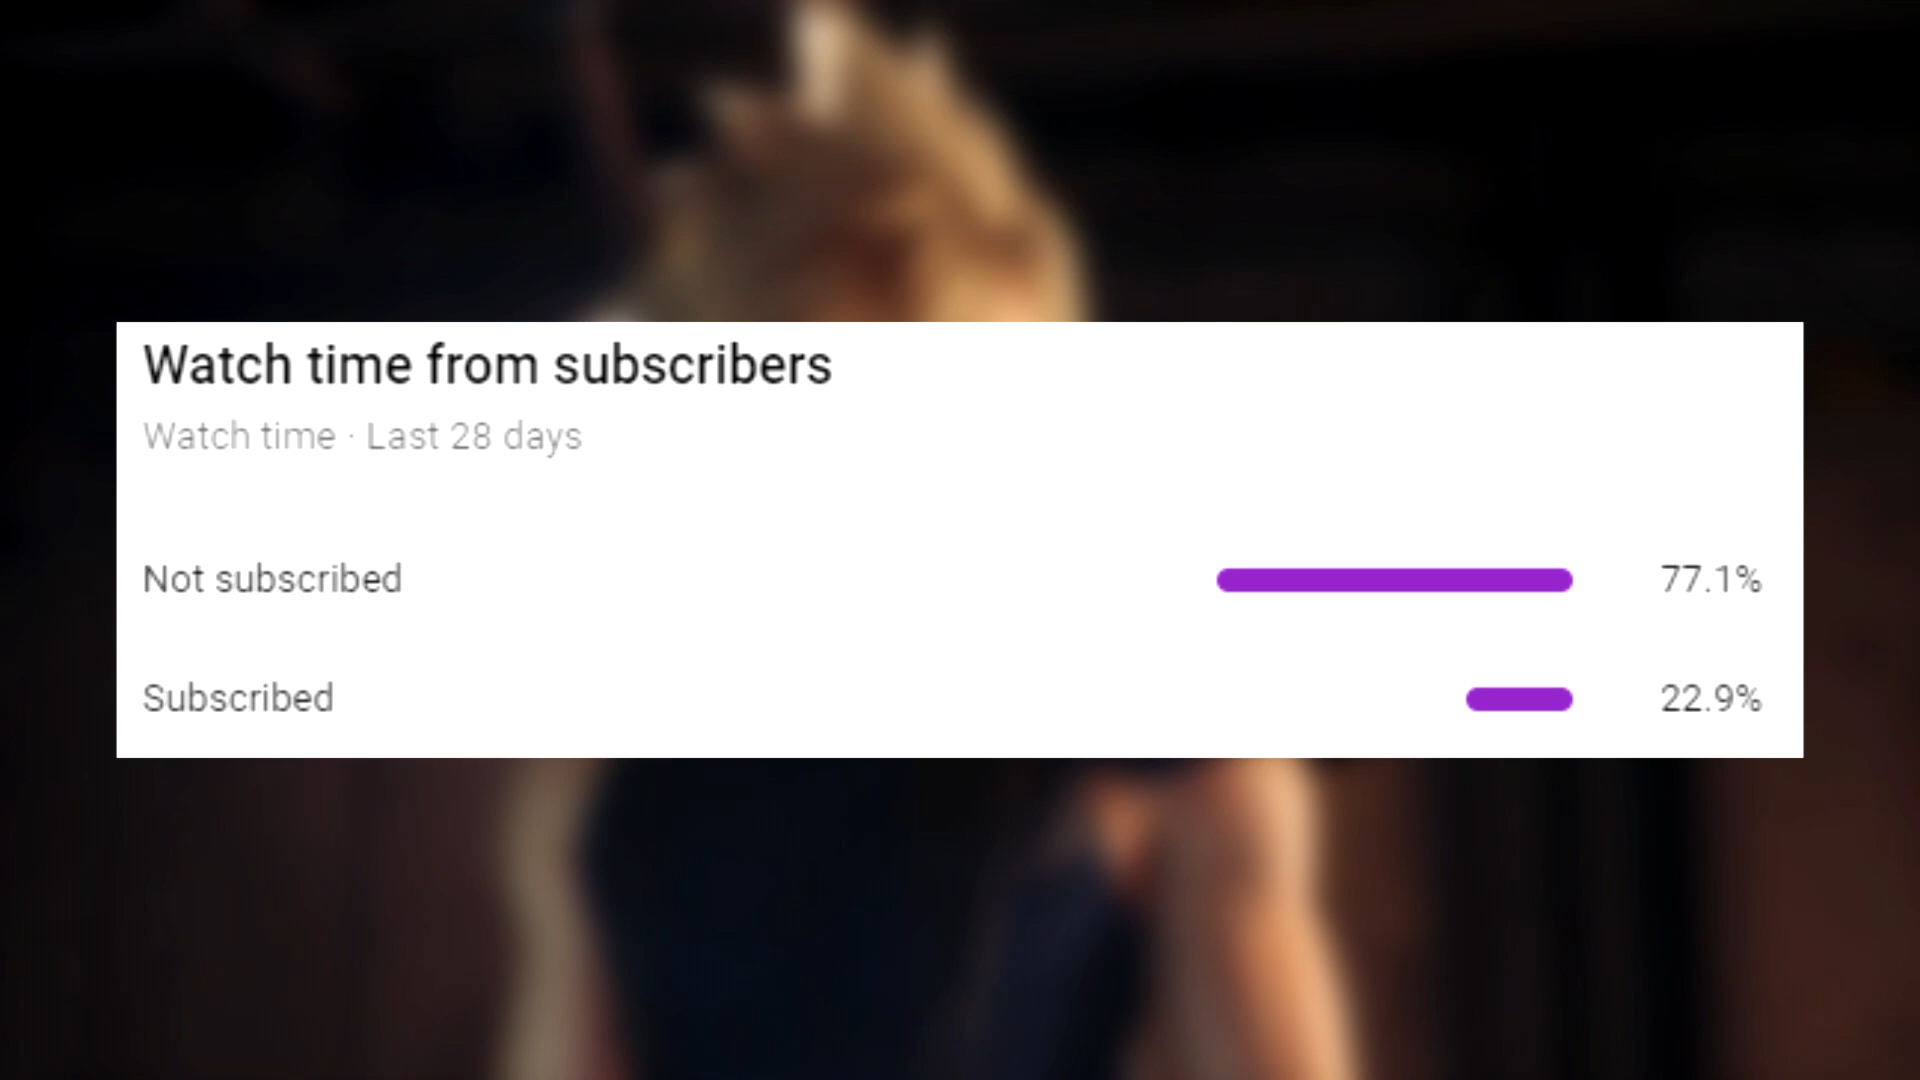 Watch time from subscribers
Watch time · Last 28 days
Not subscribed 77.1%
Subscribed 22.9%